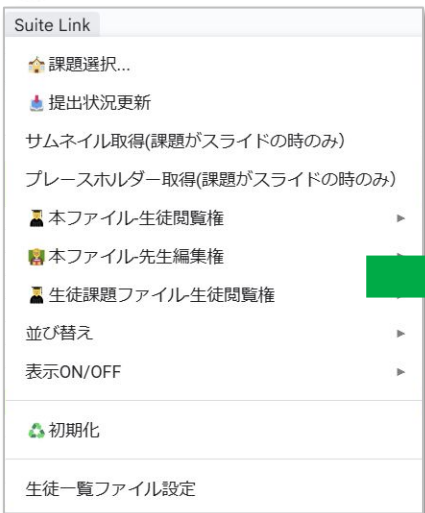 Suite Link
課題選択...
提出状況更新
サムネイル取得(課題がスライドの時のみ)
プレースホルダー取得(課題がスライドの時のみ)
本ファイル-生徒閲覧権
本ファイル-先生編集権
生徒課題ファイル-生徒閲覧権
並び替え
表示ON/OFF
初期化
生徒一覧ファイル設定